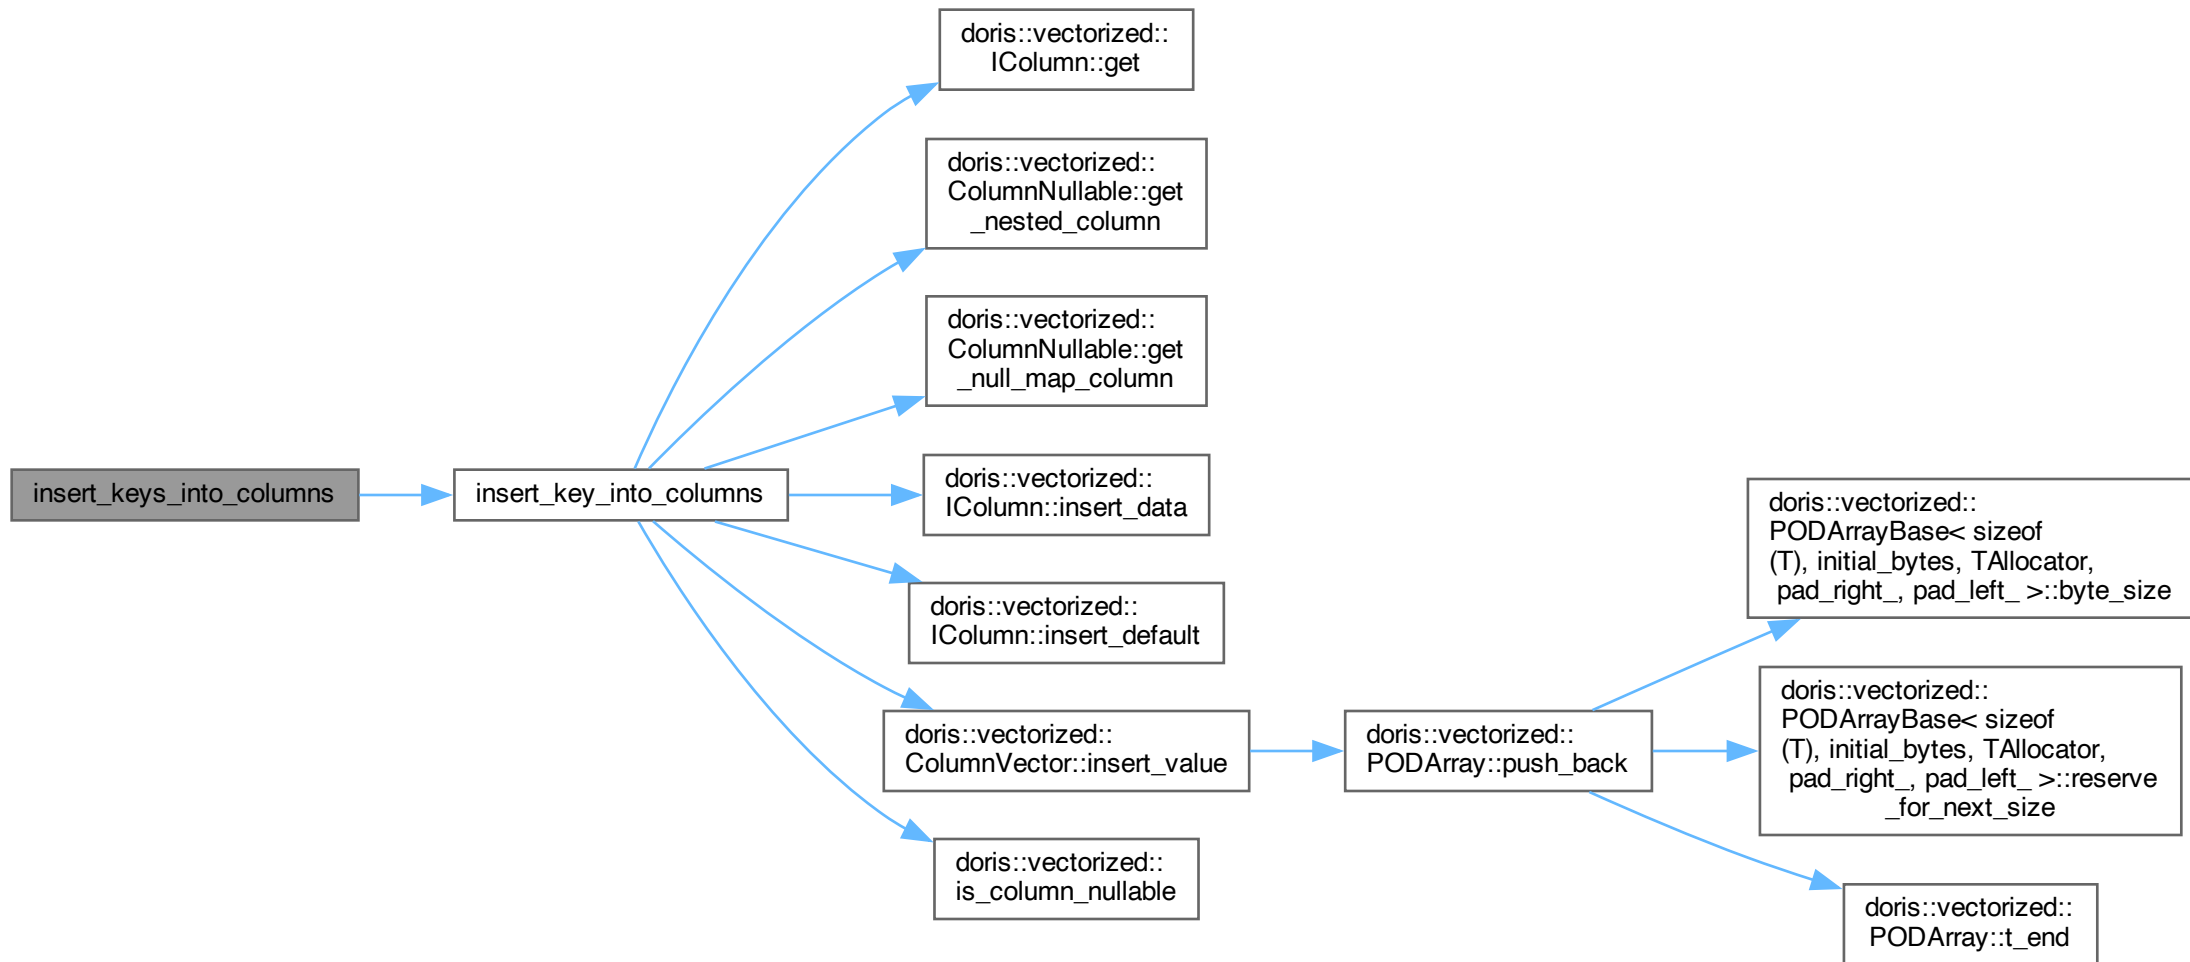 insert_keys_into_columns
insert_key_into_columns
doris::vectorized::
IColumn::get
doris::vectorized::
ColumnNullable::get
_nested_column
doris::vectorized::
ColumnNullable::get
_null_map_column
doris::vectorized::
IColumn::insert_data
doris::vectorized::
IColumn::insert_default
doris::vectorized::
ColumnVector::insert_value
doris::vectorized::
is_column_nullable
doris::vectorized::
PODArray::push_back
doris::vectorized::
PODArrayBase< sizeof
(T), initial_bytes, TAllocator,
pad_right_, pad_left_ >::byte_size
doris::vectorized::
PODArrayBase< sizeof
(T), initial_bytes, TAllocator,
pad_right_, pad_left_ >::reserve
_for_next_size
doris::vectorized::
PODArray::t_end